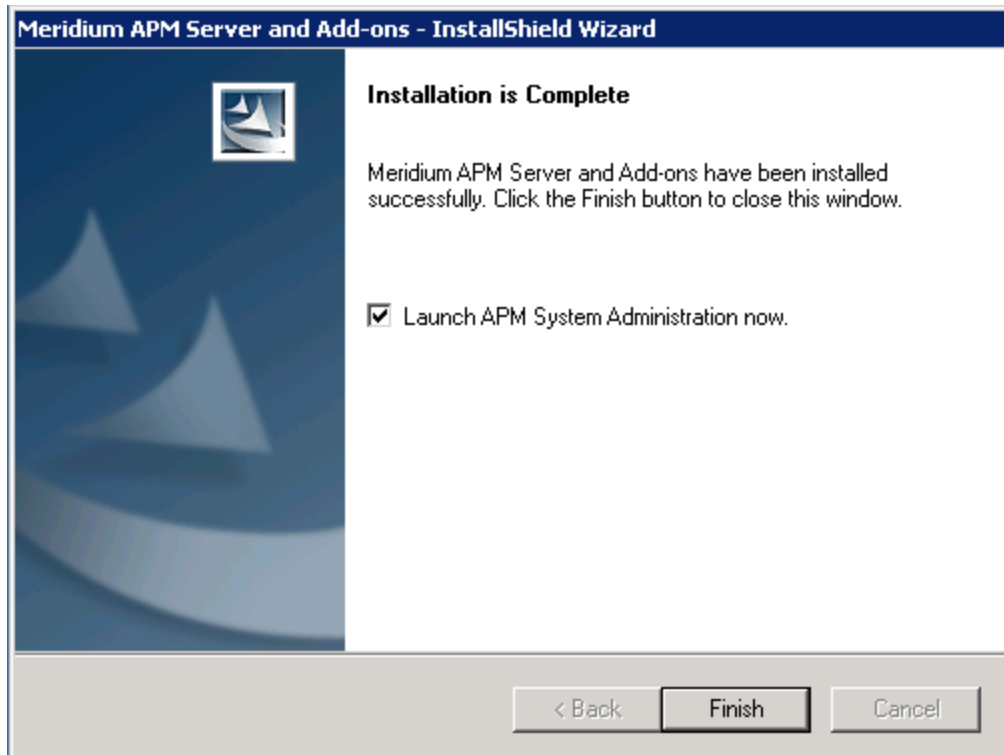 Meridium APM Server and Add-ons - InstallShield Wizard
Installation is Complete
Meridium APM Server and Add-ons have been installed
successfully. Click the Finish button to close this window.
Launch APM System Administration now.
< Back
Finish
Cancel